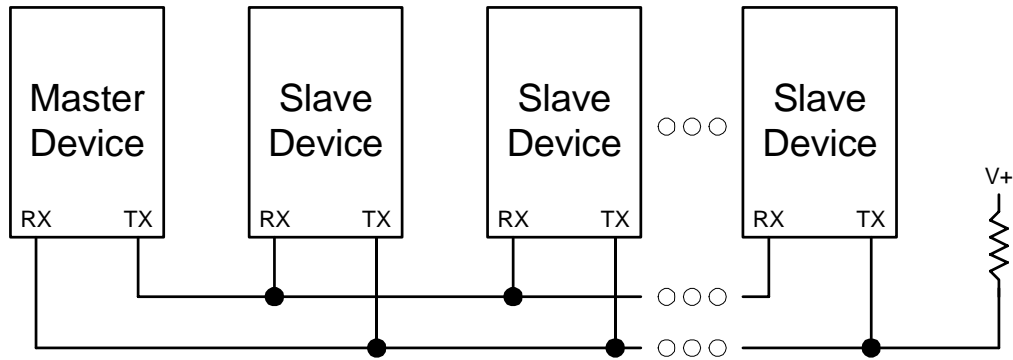 Master
Device
Slave
Device
Slave
Device
Slave
Device
V+
RX TX
RX TX
RX TX
RX TX